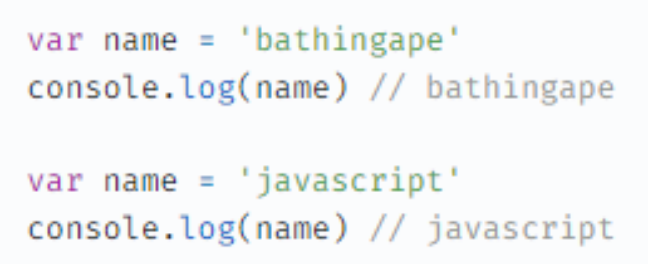 var name = 'bathingape'
console.log(name) // bathingape
var name = 'javascript'
console.log(name) // javascript